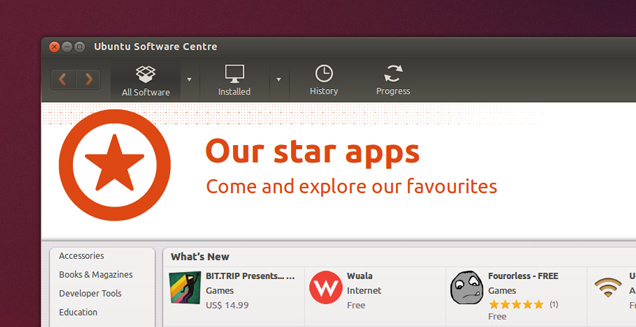 Ubuntu Software Centre
All Software
Installed
History
Progress
Our star apps
Come and explore our favourites
Accessories
Books & Magazines
Developer Tools
Education
What's New
BIT.TRIP Presents... ...
Games
US$ 14.99
Wuala
Internet
Free
Fourorless - FREE
Games
(1)
Free
U
A
F